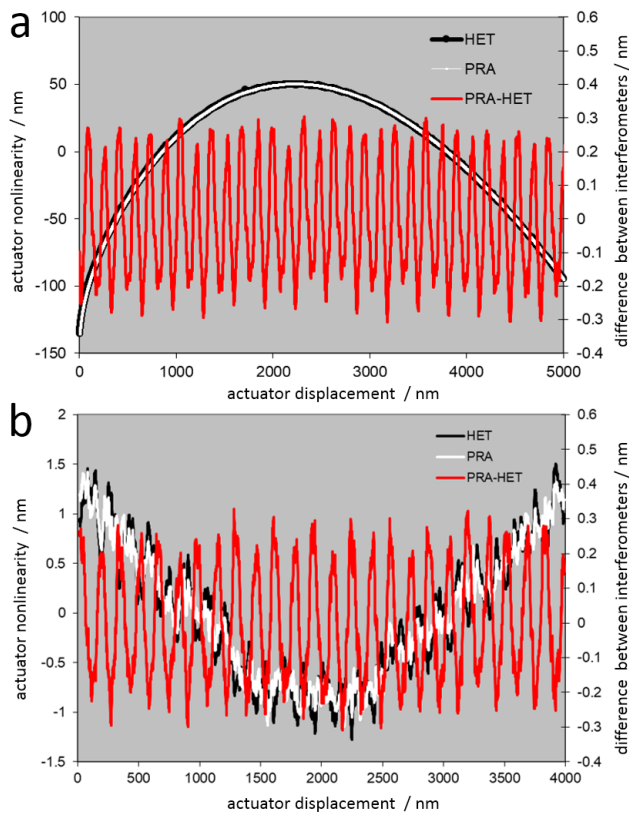 a
100
50
0
-50
-100
-150
actuator nonlinearity / nm
0.6
0.5
0.4
0.3
0.2
0.1
0
-0.1
-0.2
-0.3
-0.4
difference between interferometers / nm
HET
PRA
PRA-HET
0 1000 2000 3000 4000 5000
actuator displacement / nm
b
2
1.5
1
0.5
0
-0.5
-1
-1.5
actuator nonlinearity / nm
0.6
0.5
0.4
0.3
0.2
0.1
0
-0.1
-0.2
-0.3
-0.4
difference between interferometers / nm
HET
PRA
PRA-HET
0 500 1000 1500 2000 2500 3000 3500 4000
actuator displacement / nm